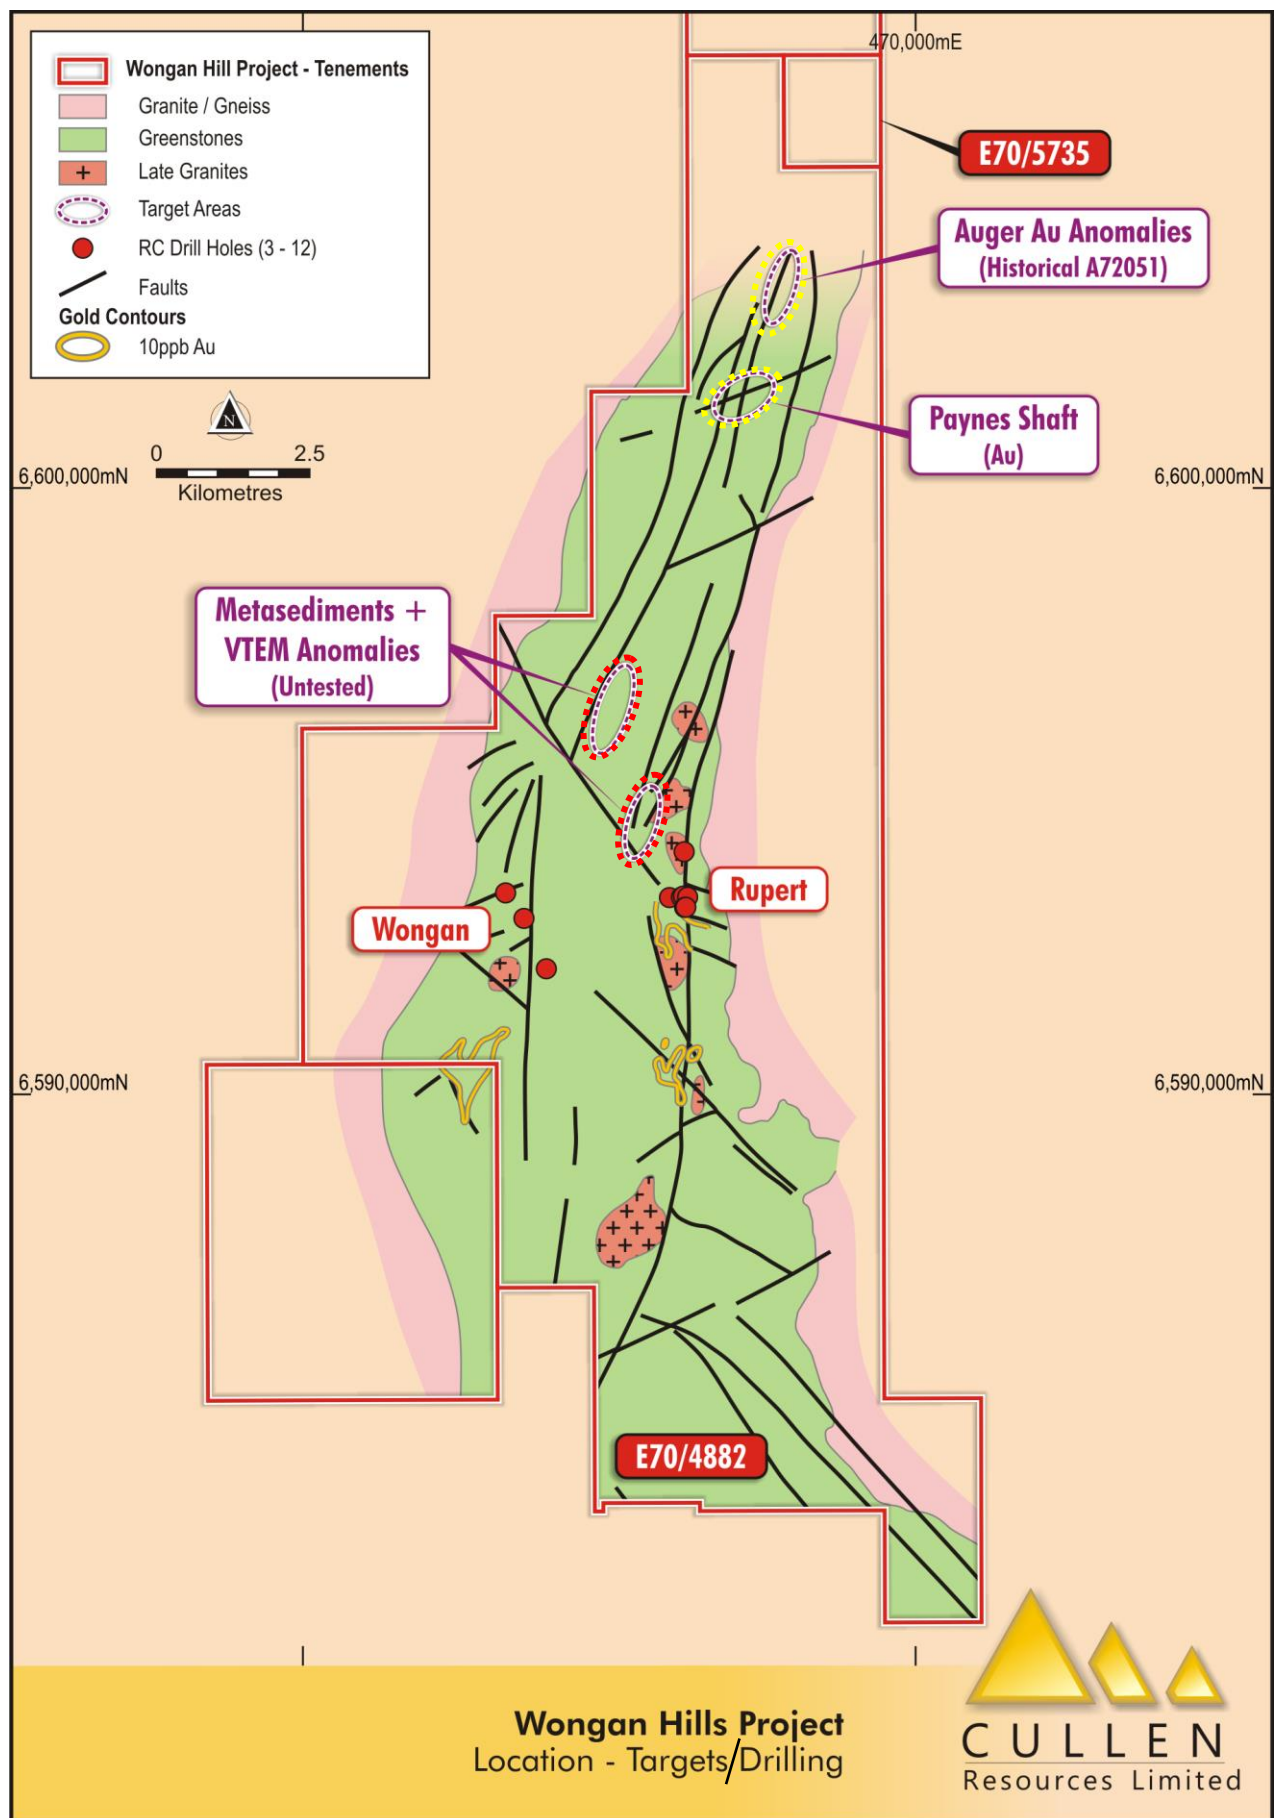 470,000mE
Wongan Hill Project - Tenements
Granite / Gneiss
Greenstones
+ Late Granites
Target Areas
RC Drill Holes (3 - 12)
Faults
Gold Contours
10ppb Au
E70/5735
Auger Au Anomalies
(Historical A72051)
N
0 2.5
Kilometres
Paynes Shaft
(Au)
6,600,000mN
6,600,000mN
Metasediments +
VTEM Anomalies
(Untested)
Rupert
Wongan
6,590,000mN
6,590,000mN
E70/4882
Wongan Hills Project
Location - Targets/Drilling
CULLEN
Resources Limited